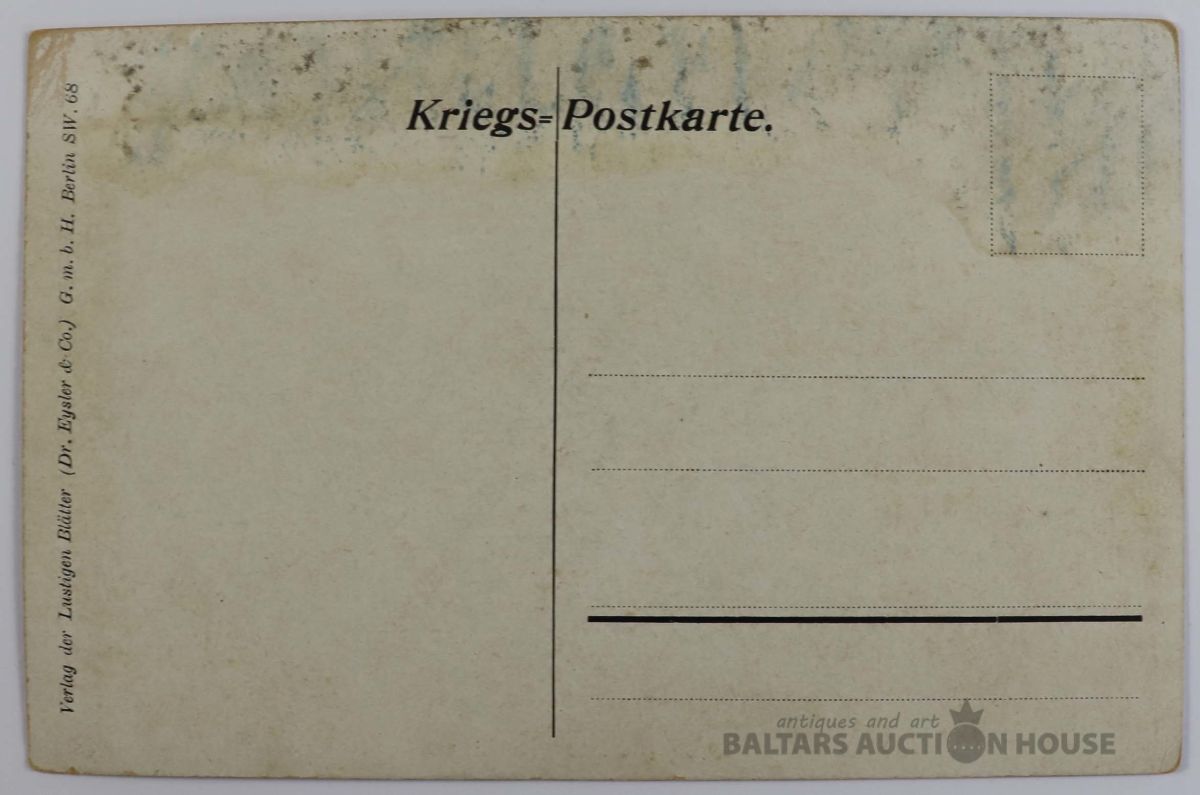 Kriegs=Postkarte.
Verlag der Lustigen Blätter (Dr. Eysler & Co.) G. m. b. H. Berlin SW. 68
antiques and art
BALTARS AUCTION HOUSE